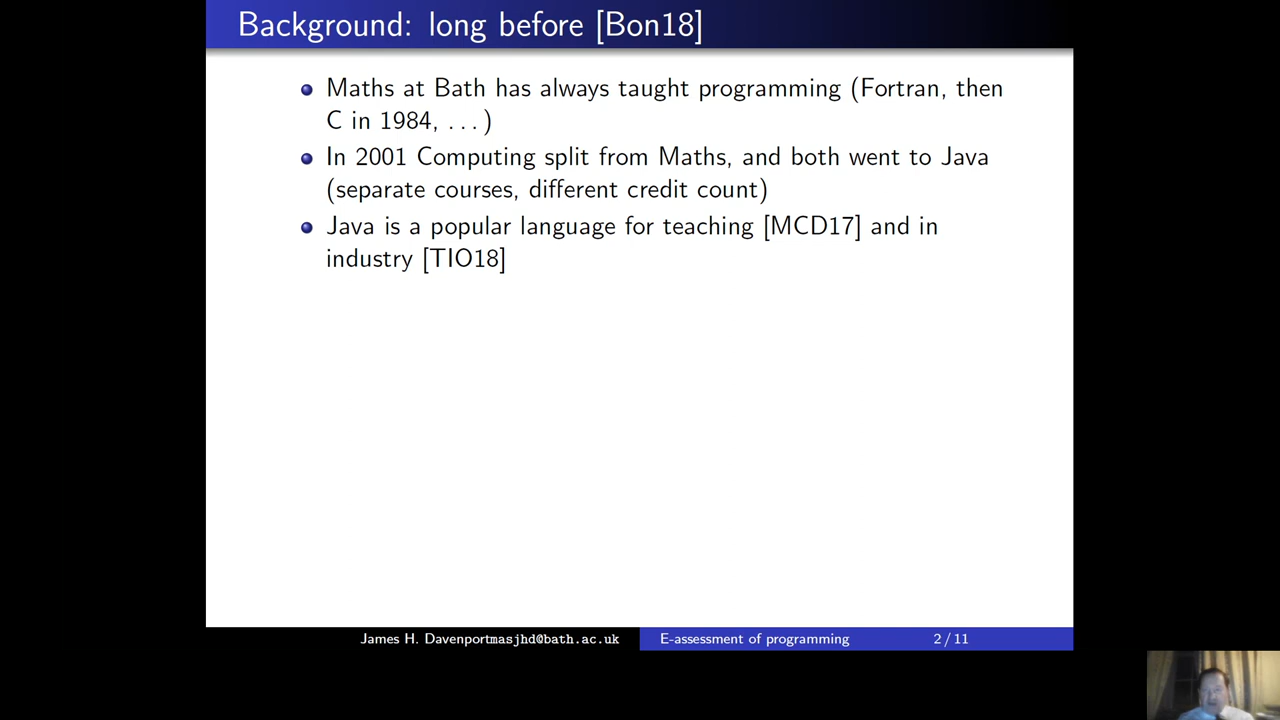 Background: long before [Bon18]
Maths at Bath has always taught programming (Fortran, then
C in 1984, ...)
In 2001 Computing split from Maths, and both went to Java
(separate courses, different credit count)
Java is a popular language for teaching [MCD17] and in
industry [TIO18]
James H. Davenportmasjhd@bath.ac.uk
E-assessment of programming
2 / 11